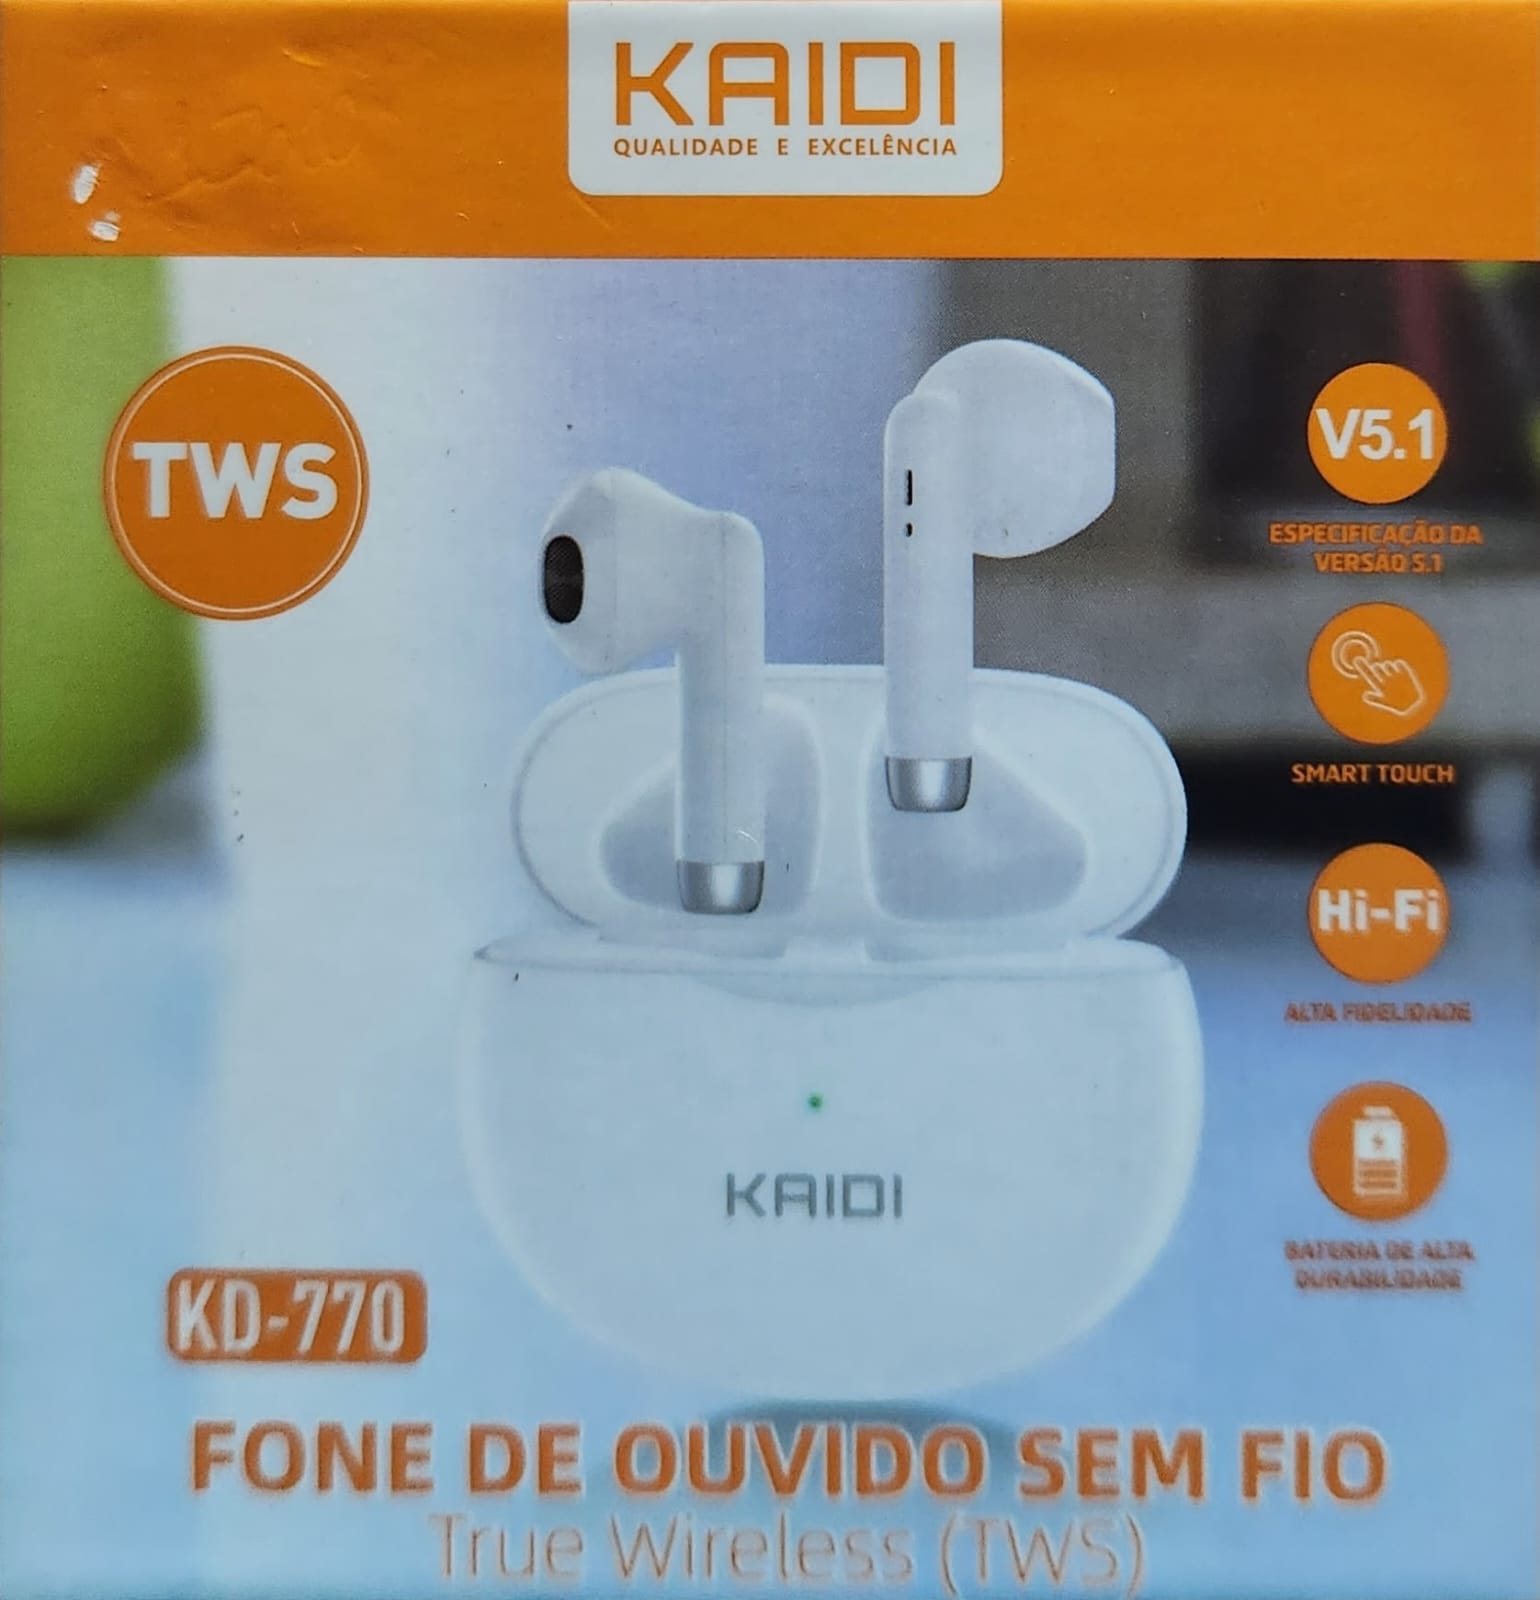 KAIDI
QUALIDADE E EXCELÊNCIA
TWS
V5.1
ESPECIFICAÇÃO DA
VERSÃO 5.1
SMART TOUCH
Hi-Fi
ALTA FIDELIDADE
BATERIA DE ALTA
DURABILIDADE
KAIDI
KD-770
FONE DE OUVIDO SEM FIO
True Wireless (TWS)